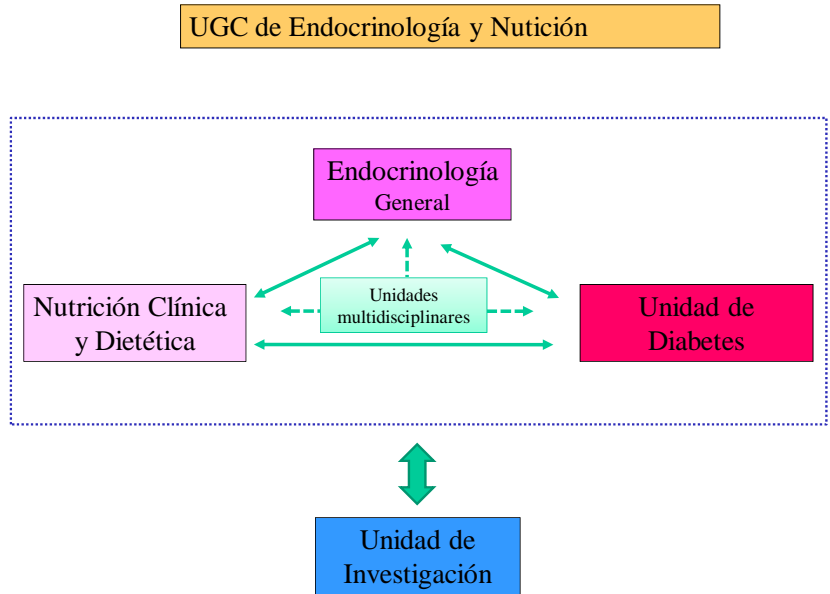 UGC de Endocrinología y Nutición
Endocrinología
General
Nutrición Clínica
y Dietética
Unidades
multidisciplinares
Unidad de
Diabetes
Unidad de
Investigación